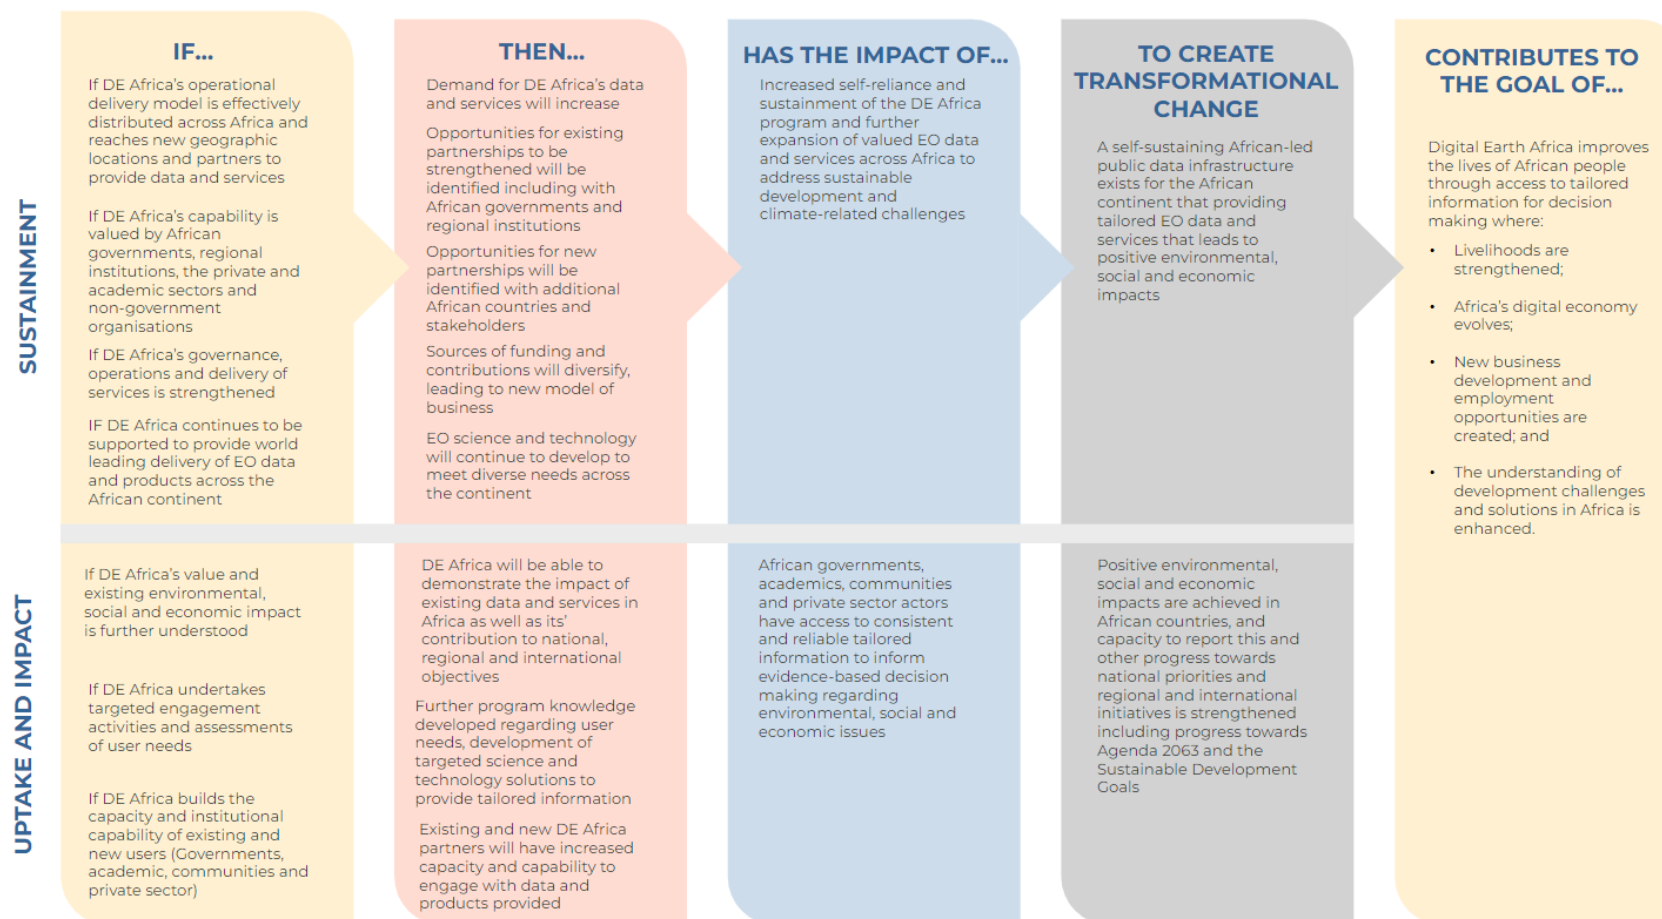 IF...
If DE Africa's operational
delivery model is effectively
distributed across Africa and
reaches new geographic
locations and partners to
provide data and services
If DE Africa's capability is
valued by African
governments, regional
institutions, the private and
academic sectors and
non-government
organisations
If DE Africa's governance,
operations and delivery of
services is strengthened
IF DE Africa continues to be
supported to provide world
leading delivery of EO data
and products across the
African continent
THEN...
Demand for DE Africa's data
and services will increase
Opportunities for existing
partnerships to be
strengthened will be
identified including with
African governments and
regional institutions
Opportunities for new
partnerships will be
identified with additional
African countries and
stakeholders
Sources of funding and
contributions will diversify,
leading to new model of
business
EO science and technology
will continue to develop to
meet diverse needs across
the continent
HAS THE IMPACT OF...
Increased self-reliance and
sustainment of the DE Africa
program and further
expansion of valued EO data
and services across Africa to
address sustainable
development and
climate-related challenges
TO CREATE
TRANSFORMATIONAL
CHANGE
A self-sustaining African-led
public data infrastructure
exists for the African
continent that providing
tailored EO data and
services that leads to
positive environmental,
social and economic
impacts
CONTRIBUTES TO
THE GOAL OF...
Digital Earth Africa improves
the lives of African people
through access to tailored
information for decision
making where:
• Livelihoods are
strengthened;
• Africa's digital economy
evolves;
• New business
development and
employment
opportunities are
created; and
• The understanding of
development challenges
and solutions in Africa is
enhanced.
SUSTAINMENT
UPTAKE AND IMPACT
If DE Africa's value and
existing environmental,
social and economic impact
is further understood
If DE Africa undertakes
targeted engagement
activities and assessments
of user needs
If DE Africa builds the
capacity and institutional
capability of existing and
new users (Governments,
academic, communities and
private sector)
DE Africa will be able to
demonstrate the impact of
existing data and services in
Africa as well as its'
contribution to national,
regional and international
objectives
Further program knowledge
developed regarding user
needs, development of
targeted science and
technology solutions to
provide tailored information
Existing and new DE Africa
partners will have increased
capacity and capability to
engage with data and
products provided
African governments,
academics, communities
and private sector actors
have access to consistent
and reliable tailored
information to inform
evidence-based decision
making regarding
environmental, social and
economic issues
Positive environmental,
social and economic
impacts are achieved in
African countries, and
capacity to report this and
other progress towards
national priorities and
regional and international
initiatives is strengthened
including progress towards
Agenda 2063 and the
Sustainable Development
Goals